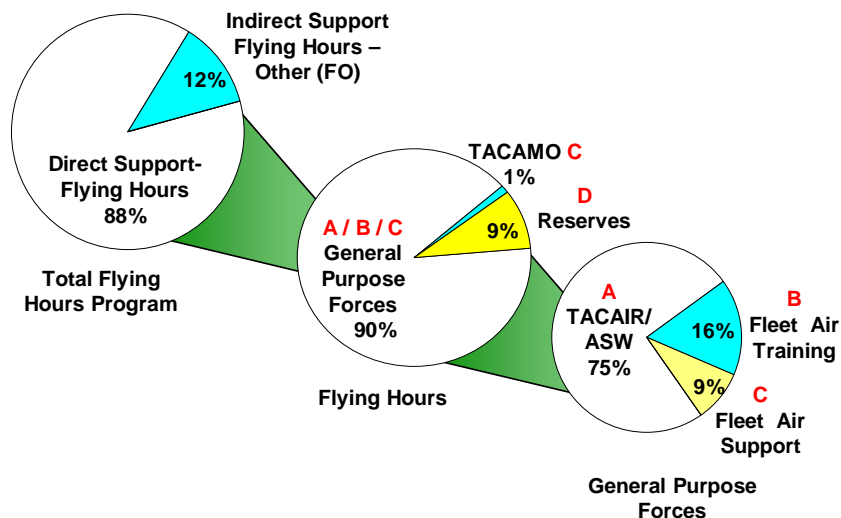 Indirect Support
Flying Hours –
Other (FO)
12%
Direct Support-
Flying Hours
88%
Total Flying
Hours Program
TACAMO C
1%
D
Reserves
9%
A / B / C
General
Purpose
Forces
90%
Flying Hours
A
TACAIR/
ASW
75%
B
16% Fleet Air
Training
9%
C
Fleet Air
Support
General Purpose
Forces